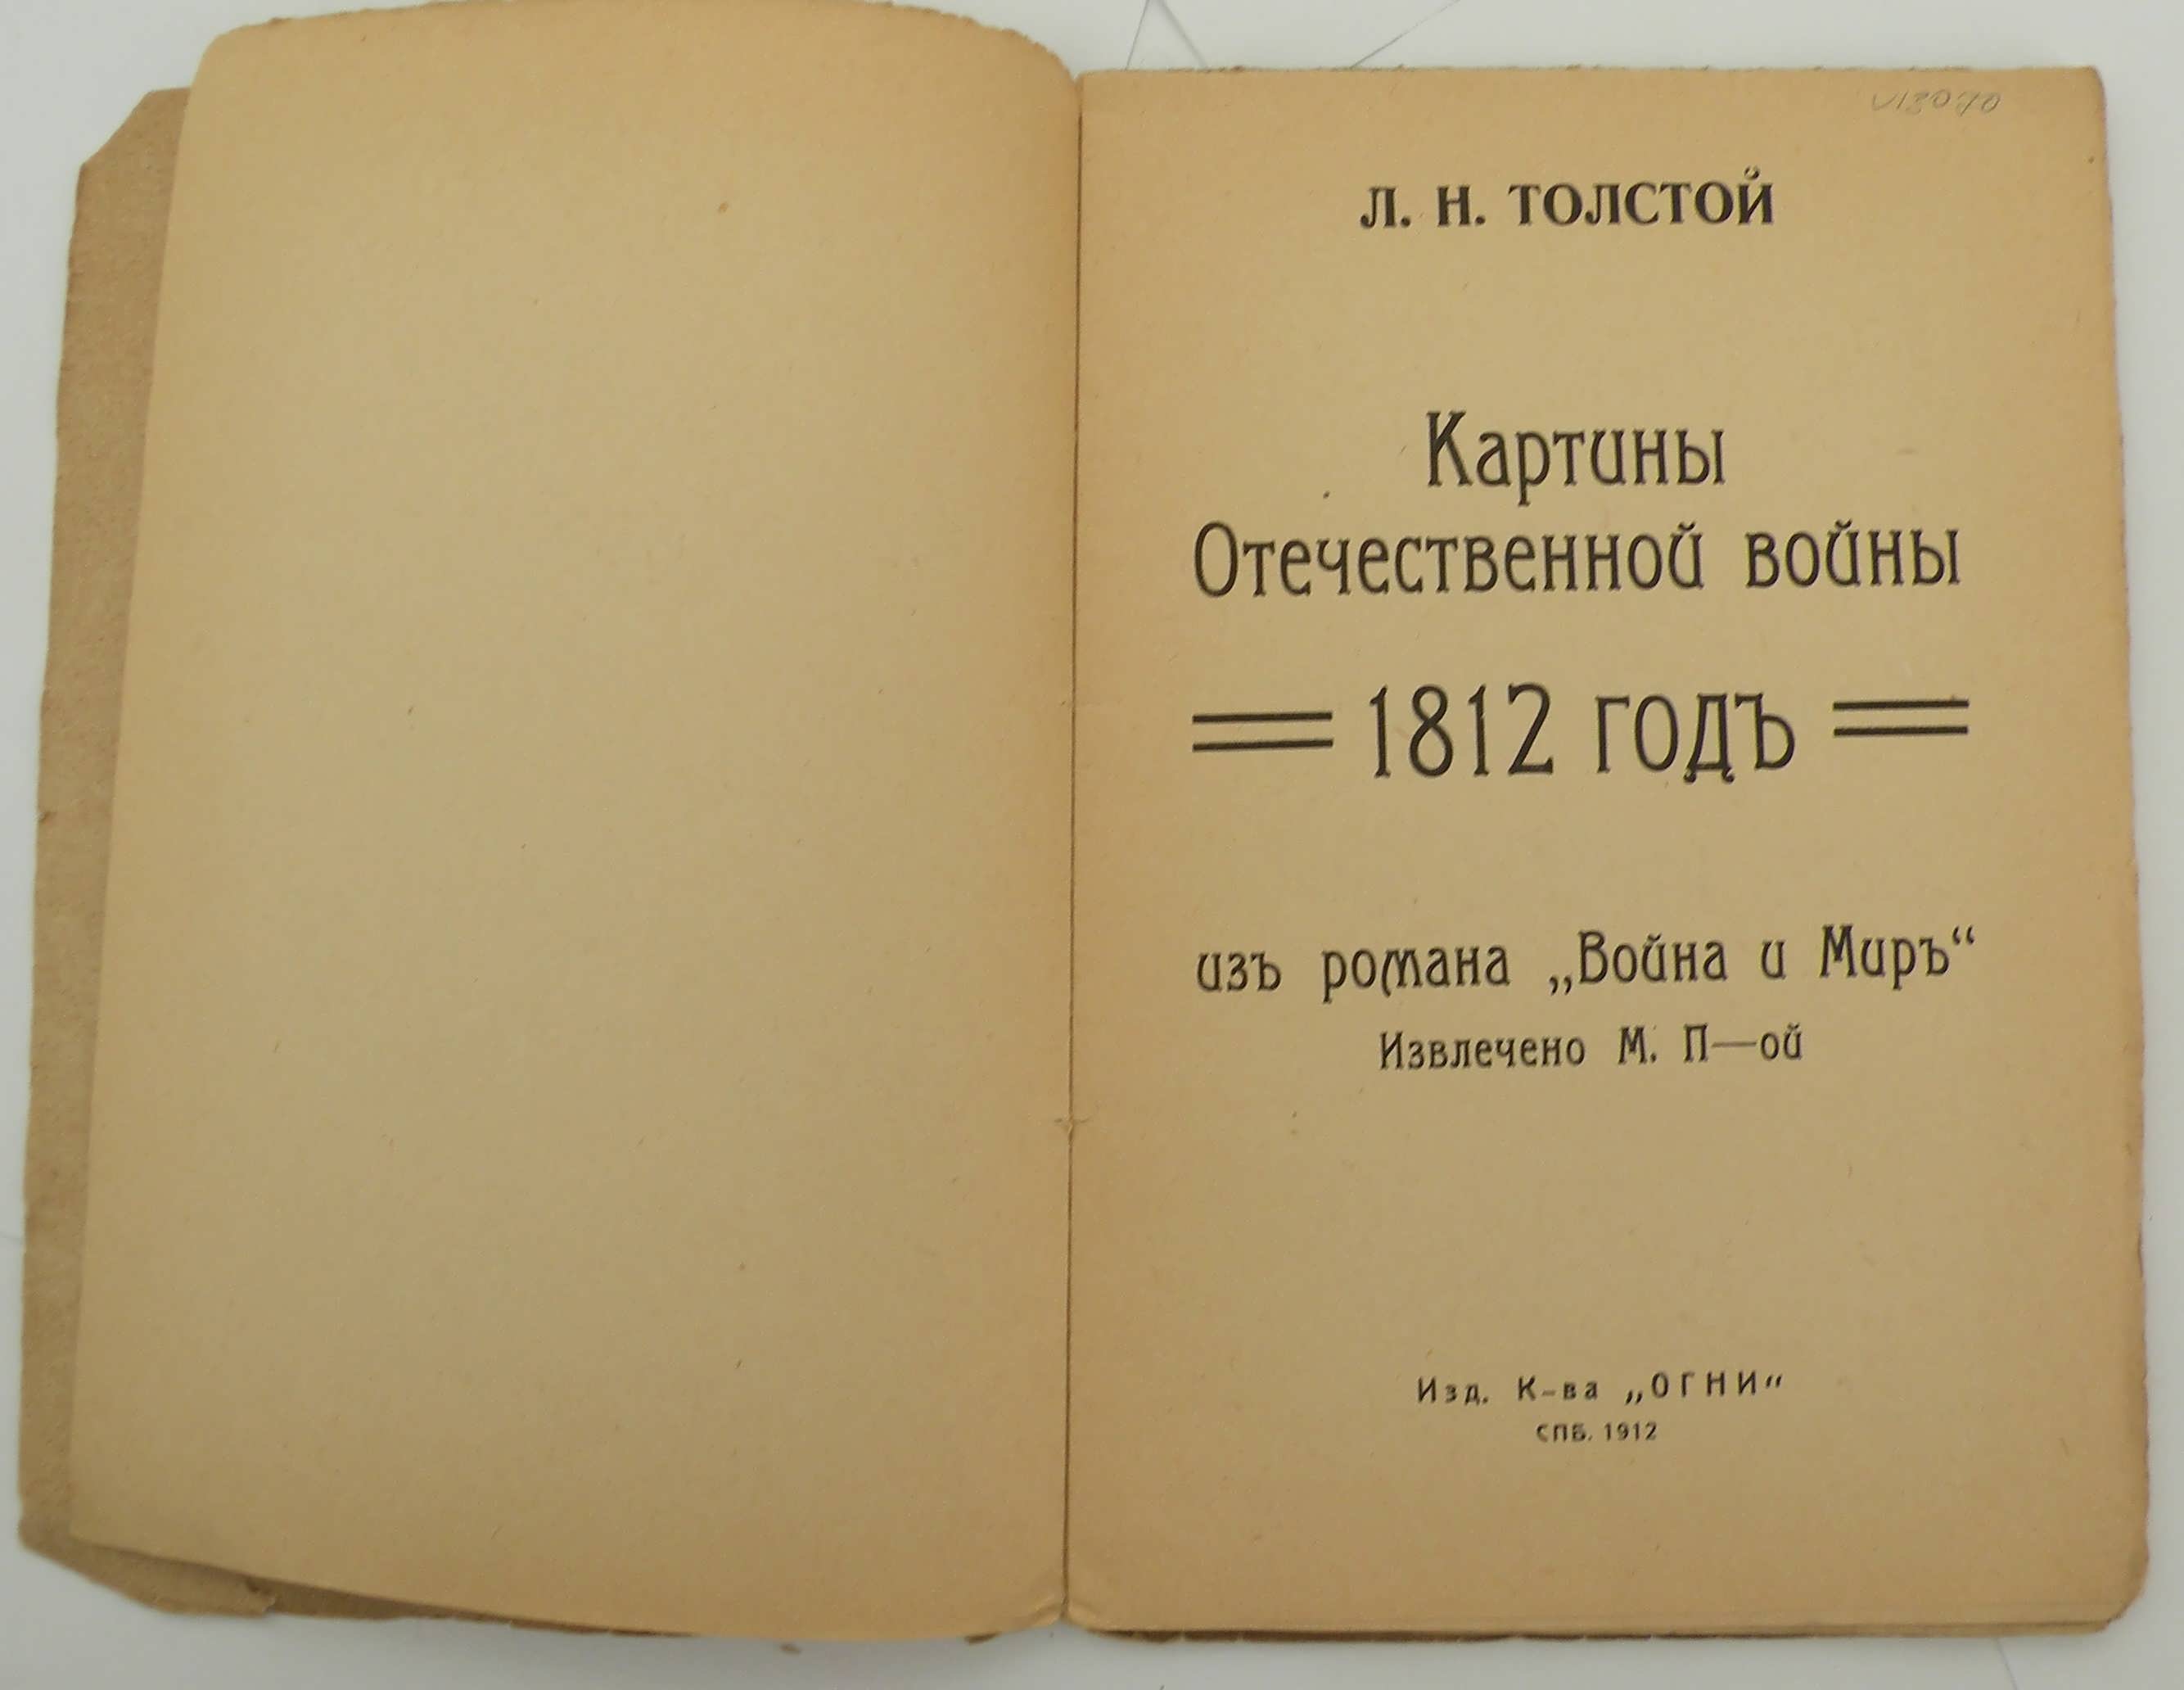 Л. Н. ТОЛСТОЙ
Картины
Отечественной войны
1812 годъ
изъ романа „Война и Миръ“
Извлечено М. П—ой
Изд. К-ва „ОГНИ“
СПБ. 1912